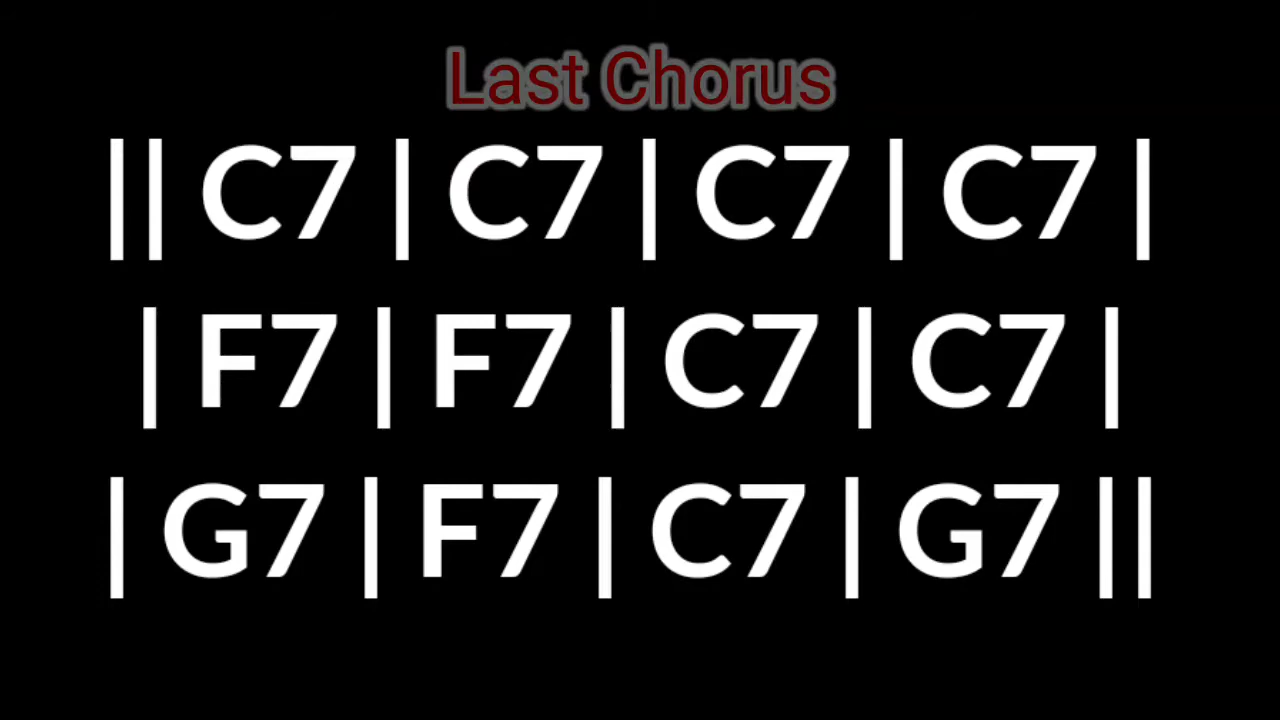 Last Chorus
|| C7 | C7 | C7 | C7 |
| F7 | F7 | C7 | C7 |
| G7 | F7 | C7 | G7 ||